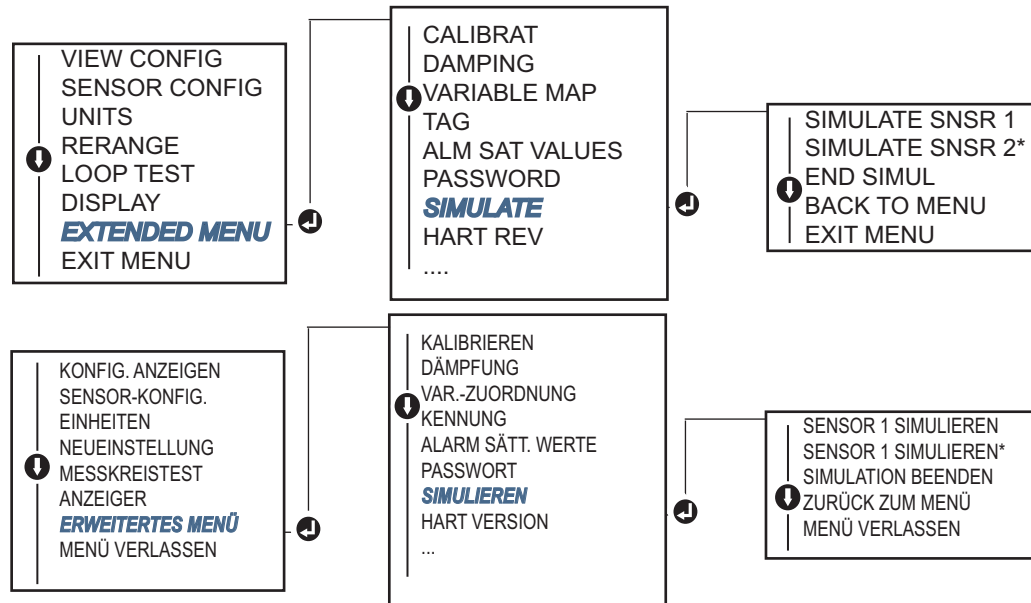 VIEW CONFIG
SENSOR CONFIG
UNITS
RERANGE
LOOP TEST
DISPLAY
EXTENDED MENU
EXIT MENU
CALIBRAT
DAMPING
VARIABLE MAP
TAG
ALM SAT VALUES
PASSWORD
SIMULATE
HART REV
....
SIMULATE SNSR 1
SIMULATE SNSR 2*
END SIMUL
BACK TO MENU
EXIT MENU
KONFIG. ANZEIGEN
SENSOR-KONFIG.
EINHEITEN
NEUEINSTELLUNG
MESSKREISTEST
ANZEIGER
ERWEITERTES MENÜ
MENÜ VERLASSEN
KALIBRIEREN
DÄMPFUNG
VAR.-ZUORDNUNG
KENNUNG
ALARM SÄTT. WERTE
PASSWORT
SIMULIEREN
HART VERSION
...
SENSOR 1 SIMULIEREN
SENSOR 1 SIMULIEREN*
SIMULATION BEENDEN
ZURÜCK ZUM MENÜ
MENÜ VERLASSEN